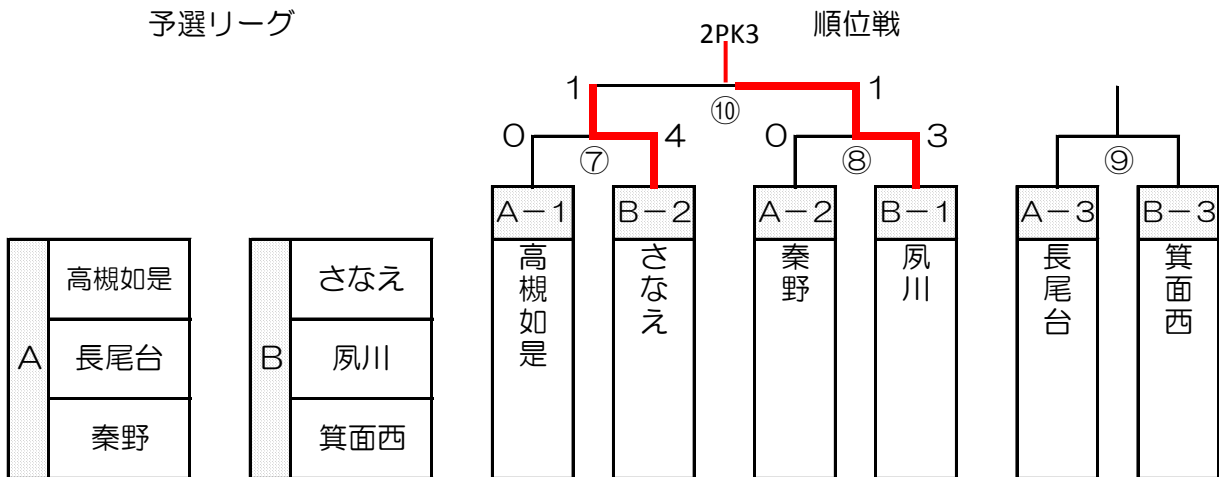 予選リーグ
順位戦
2PK3
1
1
⑩
0
4
0
3
⑦
⑧
⑨
A-1
B-2
A-2
B-1
A-3
B-3
高槻如是
さなえ
秦野
夙川
長尾台
箕面西
A
高槻如是
長尾台
秦野
B
さなえ
夙川
箕面西